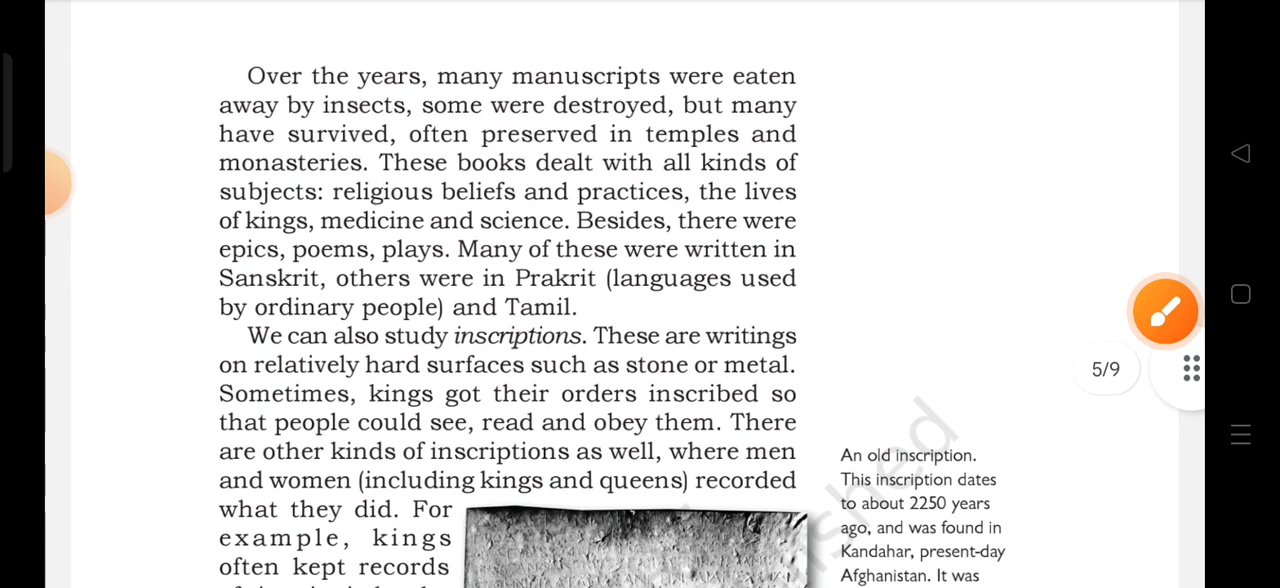 Over the years, many manuscripts were eaten
away by insects, some were destroyed, but many
have survived, often preserved in temples and
monasteries. These books dealt with all kinds of
subjects: religious beliefs and practices, the lives
of kings, medicine and science. Besides, there were
epics, poems, plays. Many of these were written in
Sanskrit, others were in Prakrit (languages used
by ordinary people) and Tamil.
We can also study inscriptions. These are writings
on relatively hard surfaces such as stone or metal.
Sometimes, kings got their orders inscribed so
that people could see, read and obey them. There
are other kinds of inscriptions as well, where men
and women (including kings and queens) recorded
what they did. For
example, kings
often kept records
5/9
An old inscription.
This inscription dates
to about 2250 years
ago, and was found in
Kandahar, present-day
Afghanistan. It was